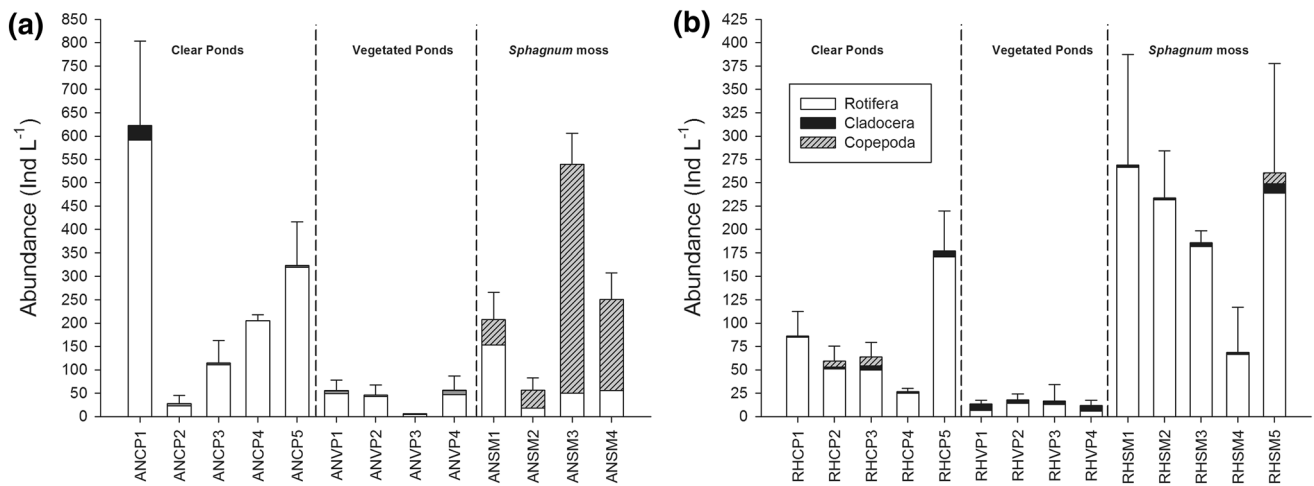 (a)
Abundance (Ind L-1)
850
800
750
700
650
600
550
500
450
400
350
300
250
200
150
100
50
0
Clear Ponds
Vegetated Ponds
Sphagnum moss
ANCP1
ANCP2
ANCP3
ANCP4
ANCP5
ANVP1
ANVP2
ANVP3
ANVP4
ANSM1
ANSM2
ANSM3
ANSM4
(b)
Abundance (Ind L-1)
425
400
375
350
325
300
275
250
225
200
175
150
125
100
75
50
25
0
Clear Ponds
Vegetated Ponds
Sphagnum moss
Rotifera
Cladocera
Copepoda
RHCP1
RHCP2
RHCP3
RHCP4
RHCP5
RHVP1
RHVP2
RHVP3
RHVP4
RHSM1
RHSM2
RHSM3
RHSM4
RHSM5